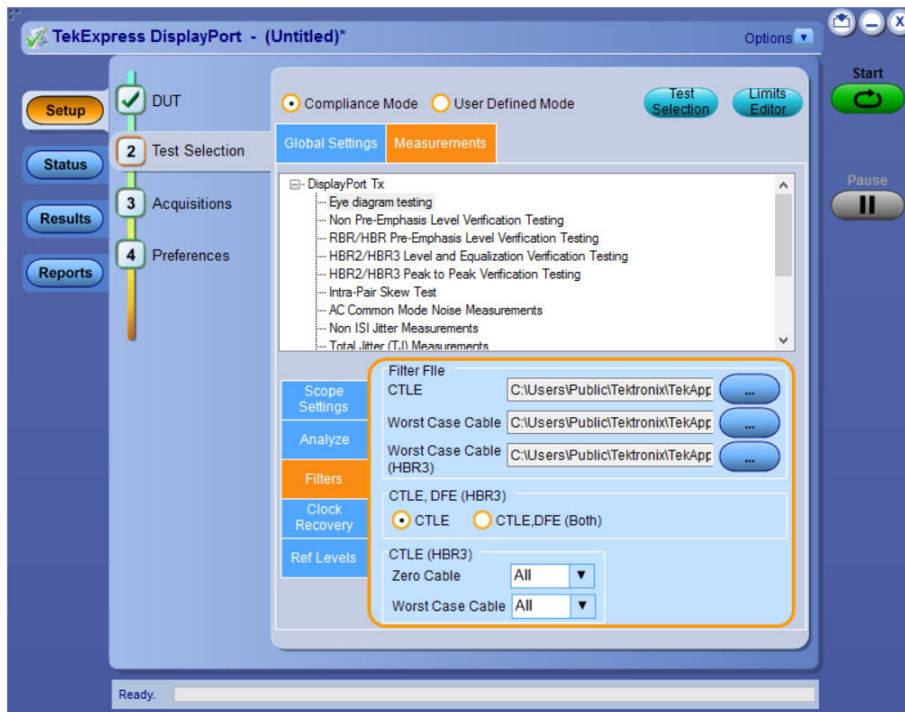 TekExpress DisplayPort - (Untitled)*
Options
Setup
Status
Results
Reports
DUT
2 Test Selection
3 Acquisitions
4 Preferences
Compliance Mode User Defined Mode
Test Selection
Limits Editor
Global Settings Measurements
DisplayPort Tx
Eye diagram testing
Non Pre-Emphasis Level Verification Testing
RBR/HBR Pre-Emphasis Level Verification Testing
HBR2/HBR3 Level and Equalization Verification Testing
HBR2/HBR3 Peak to Peak Verification Testing
Intra-Pair Skew Test
AC Common Mode Noise Measurements
Non ISI Jitter Measurements
Total Jitter (TJ) Measurements
Scope
Settings
Analyze
Filters
Clock
Recovery
Ref Levels
Filter File
CTLE C:\Users\Public\Tektronix\TekApp ...
Worst Case Cable C:\Users\Public\Tektronix\TekApp ...
Worst Case Cable
(HBR3) C:\Users\Public\Tektronix\TekApp ...
CTLE, DFE (HBR3)
CTLE CTLE,DFE (Both)
CTLE (HBR3)
Zero Cable All
Worst Case Cable All
Start
Pause
Ready.